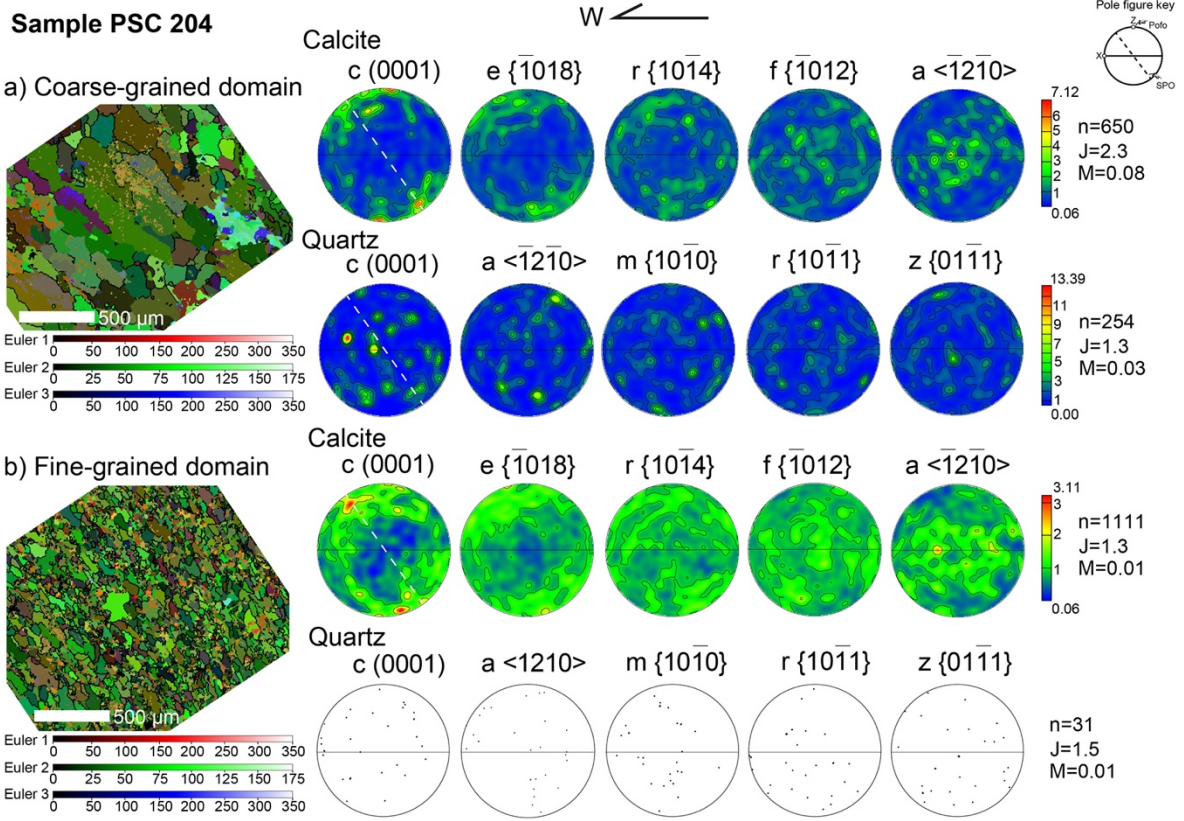 Sample PSC 204
W
Pole figure key
Z
Pofo
X
SPO
a) Coarse-grained domain
Calcite
c (0001) e {1̅018} r {101̅4} f {1̅012} a <1̅21̅0>
7.12
6
5
4
3
2
1
0.06
n=650
J=2.3
M=0.08
500 µm
Quartz
c (0001) a <1̅21̅0> m {101̅0} r {101̅1} z {011̅1}
13.39
11
9
7
5
3
1
0.00
n=254
J=1.3
M=0.03
Euler 1 0 50 100 150 200 250 300 350
Euler 2 0 25 50 75 100 125 150 175
Euler 3 0 50 100 150 200 250 300 350
b) Fine-grained domain
Calcite
c (0001) e {1̅018} r {101̅4} f {1̅012} a <1̅21̅0>
3.11
3
2
1
0.06
n=1111
J=1.3
M=0.01
500 µm
Quartz
c (0001) a <1210> m {101̅0} r {101̅1} z {011̅1}
n=31
J=1.5
M=0.01
Euler 1 0 50 100 150 200 250 300 350
Euler 2 0 25 50 75 100 125 150 175
Euler 3 0 50 100 150 200 250 300 350